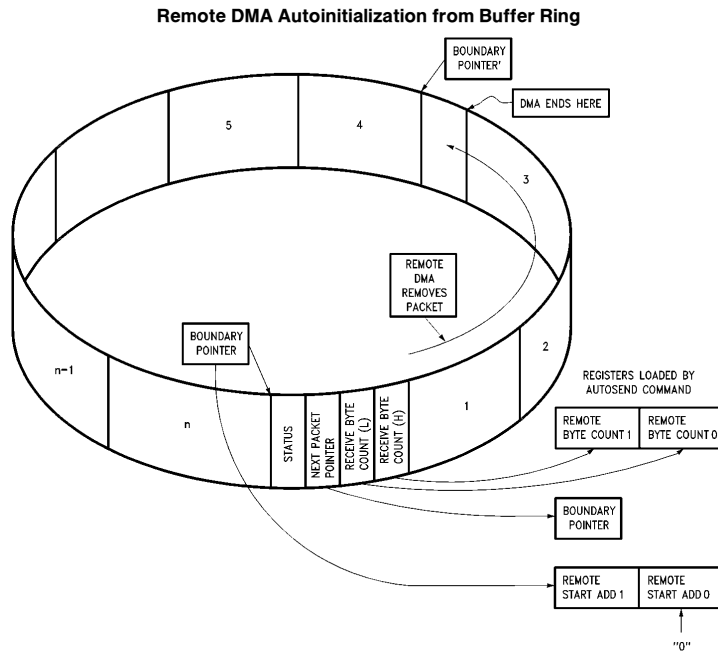 Remote DMA Autoinitialization from Buffer Ring
BOUNDARY
POINTER'
DMA ENDS HERE
5
4
3
REMOTE
DMA
REMOVES
PACKET
BOUNDARY
POINTER
2
n-1
n
1
STATUS
NEXT PACKET
POINTER
RECEIVE BYTE
COUNT (L)
RECEIVE BYTE
COUNT (H)
REGISTERS LOADED BY
AUTOSEND COMMAND
REMOTE
BYTE COUNT 1
REMOTE
BYTE COUNT 0
BOUNDARY
POINTER
REMOTE
START ADD 1
REMOTE
START ADD 0
"0"